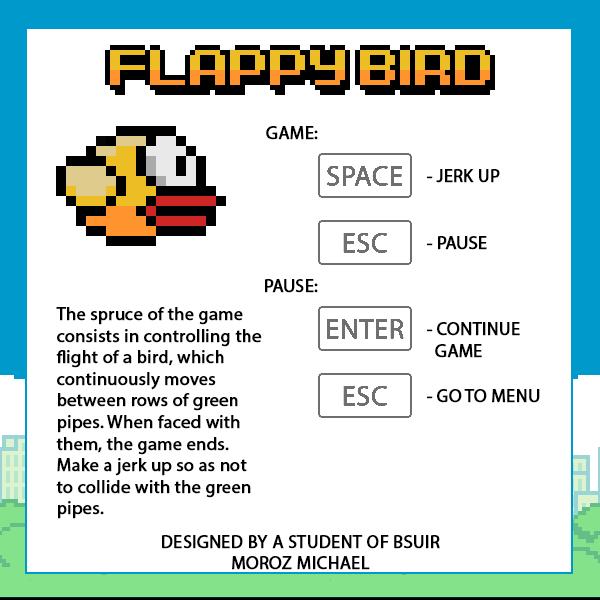 FLAPPY BIRD
GAME:
SPACE - JERK UP
ESC - PAUSE
PAUSE:
ENTER - CONTINUE
GAME
ESC - GO TO MENU
The spruce of the game
consists in controlling the
flight of a bird, which
continuously moves
between rows of green
pipes. When faced with
them, the game ends.
Make a jerk up so as not
to collide with the green
pipes.
DESIGNED BY A STUDENT OF BSUIR
MOROZ MICHAEL